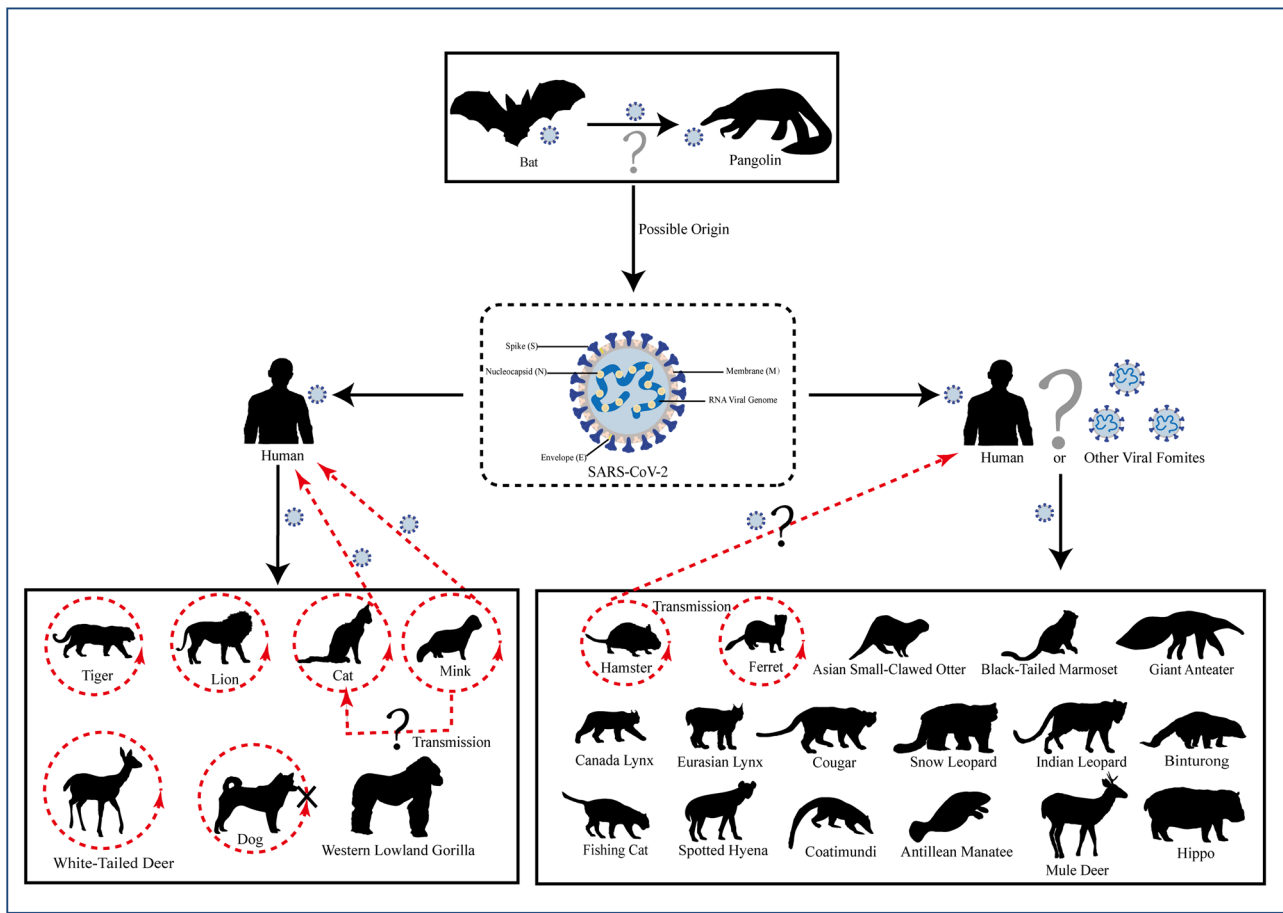 ?
Bat
Pangolin
Possible Origin
Spike (S)
Nucleocapsid (N)
Membrane (M)
RNA Viral Genome
Envelope (E)
SARS-CoV-2
Human
?
Human or Other Viral Fomites
?
Transmission
Tiger
Lion
Cat
Mink
?
Transmission
White-Tailed Deer
Dog
Western Lowland Gorilla
Hamster
Ferret
Asian Small-Clawed Otter
Black-Tailed Marmoset
Giant Anteater
Canada Lynx
Eurasian Lynx
Cougar
Snow Leopard
Indian Leopard
Binturong
Fishing Cat
Spotted Hyena
Coatimundi
Antillean Manatee
Mule Deer
Hippo